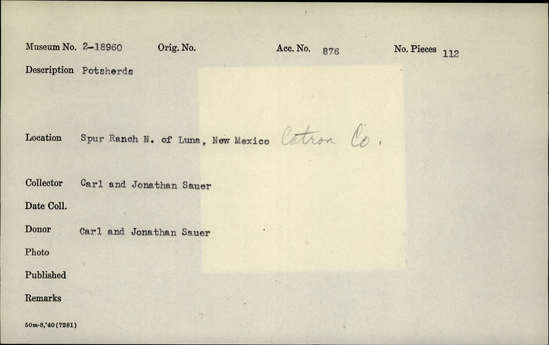 Museum No. 2-18960 Orig. No. Acc. No. 876 No. Pieces 112
Description Potsherds
Location Spur Ranch N. of Luna, New Mexico Catron Co.
Collector Carl and Jonathan Sauer
Date Coll.
Donor Carl and Jonathan Sauer
Photo
Published
Remarks
50m-8,'40(7281)